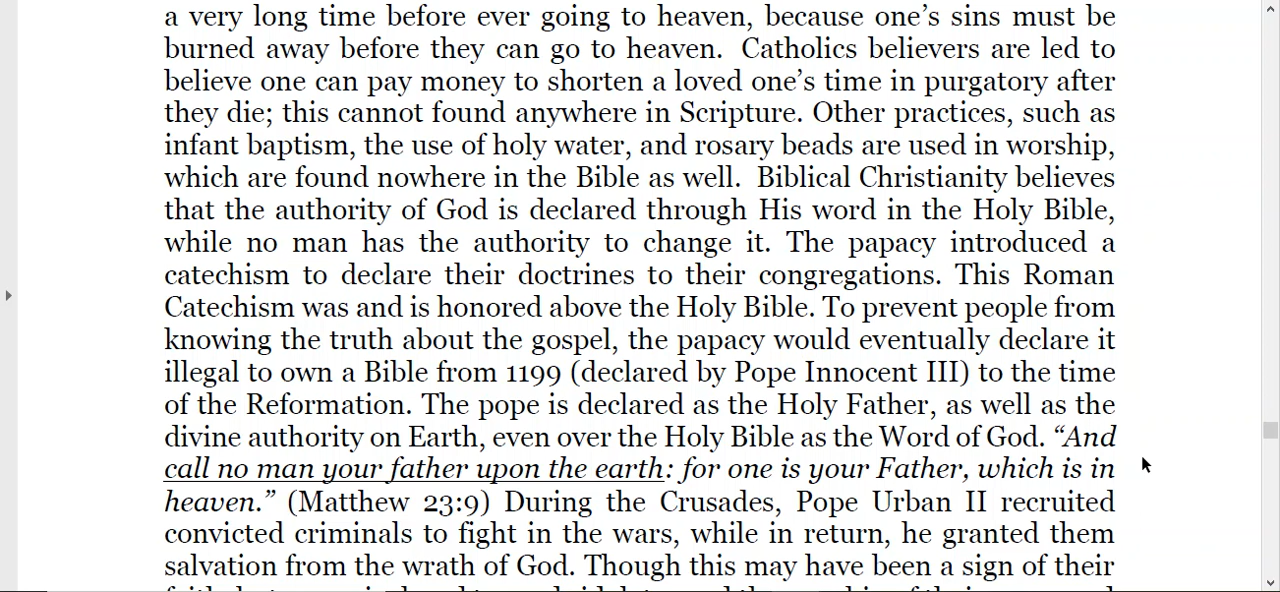 a very long time before ever going to heaven, because one’s sins must be
burned away before they can go to heaven.  Catholics believers are led to
believe one can pay money to shorten a loved one’s time in purgatory after
they die; this cannot found anywhere in Scripture. Other practices, such as
infant baptism, the use of holy water, and rosary beads are used in worship,
which are found nowhere in the Bible as well.  Biblical Christianity believes
that the authority of God is declared through His word in the Holy Bible,
while no man has the authority to change it. The papacy introduced a
catechism to declare their doctrines to their congregations. This Roman
Catechism was and is honored above the Holy Bible. To prevent people from
knowing the truth about the gospel, the papacy would eventually declare it
illegal to own a Bible from 1199 (declared by Pope Innocent III) to the time
of the Reformation. The pope is declared as the Holy Father, as well as the
divine authority on Earth, even over the Holy Bible as the Word of God. “And
call no man your father upon the earth: for one is your Father, which is in
heaven.” (Matthew 23:9) During the Crusades, Pope Urban II recruited
convicted criminals to fight in the wars, while in return, he granted them
salvation from the wrath of God. Though this may have been a sign of their